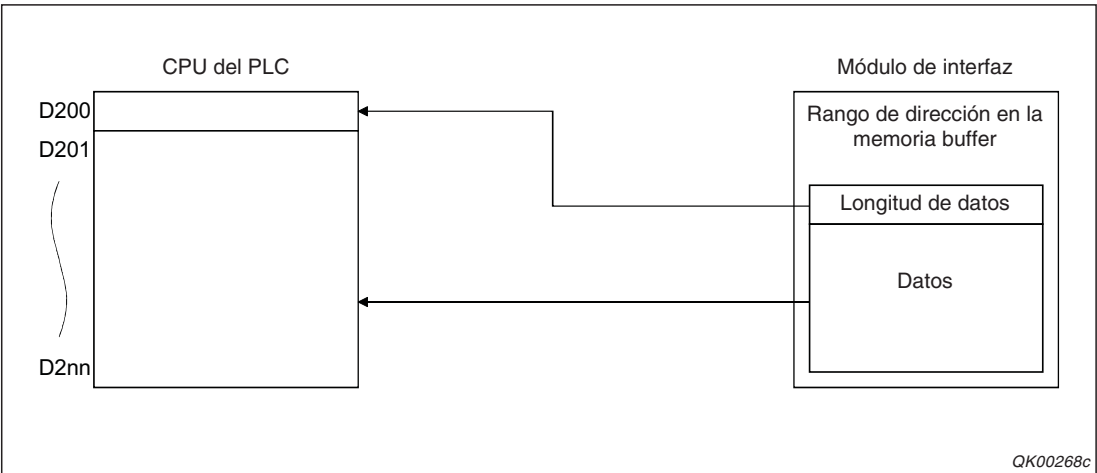 CPU del PLC
Módulo de interfaz
D200
D201
D2nn
Rango de dirección en la
memoria buffer
Longitud de datos
Datos
QK00268c